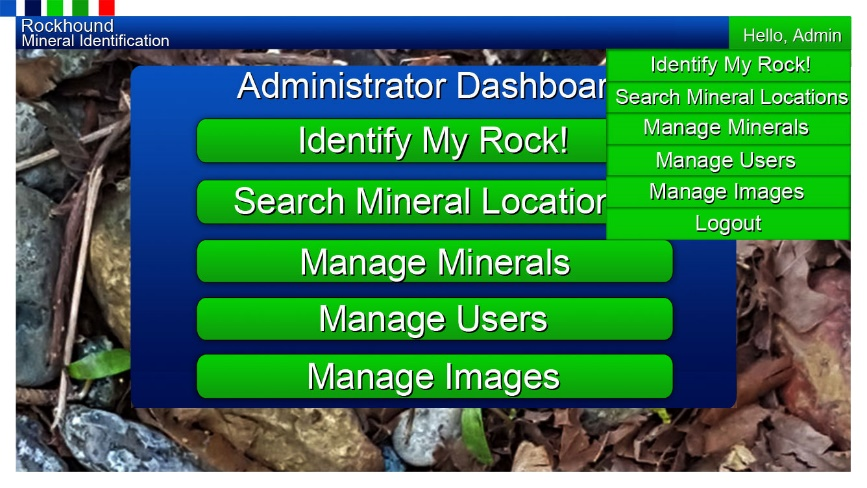 Rockhound
Mineral Identification
Hello, Admin
Identify My Rock!
Search Mineral Locations
Manage Minerals
Manage Users
Manage Images
Logout
Administrator Dashboar
Identify My Rock!
Search Mineral Location
Manage Minerals
Manage Users
Manage Images